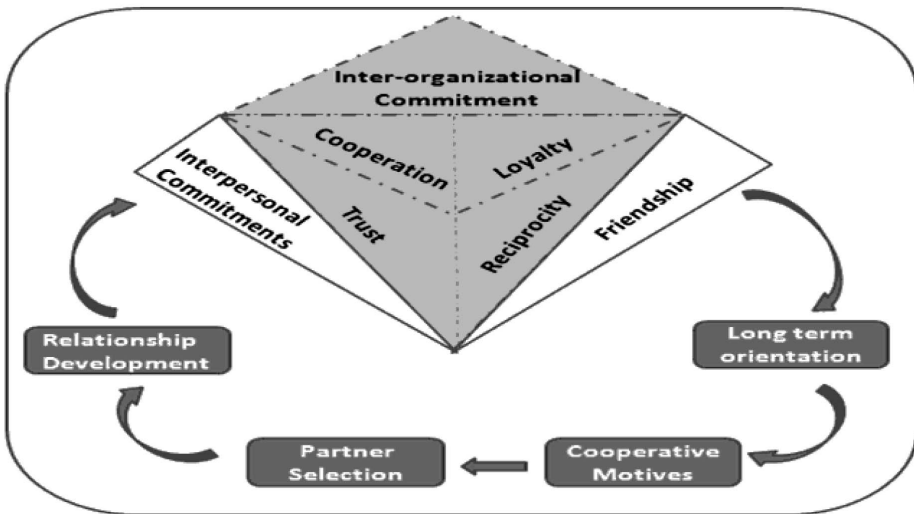 Inter-organizational
Commitment
Cooperation
Loyalty
Interpersonal
Commitments
Trust
Reciprocity
Friendship
Relationship
Development
Long term
orientation
Partner
Selection
Cooperative
Motives